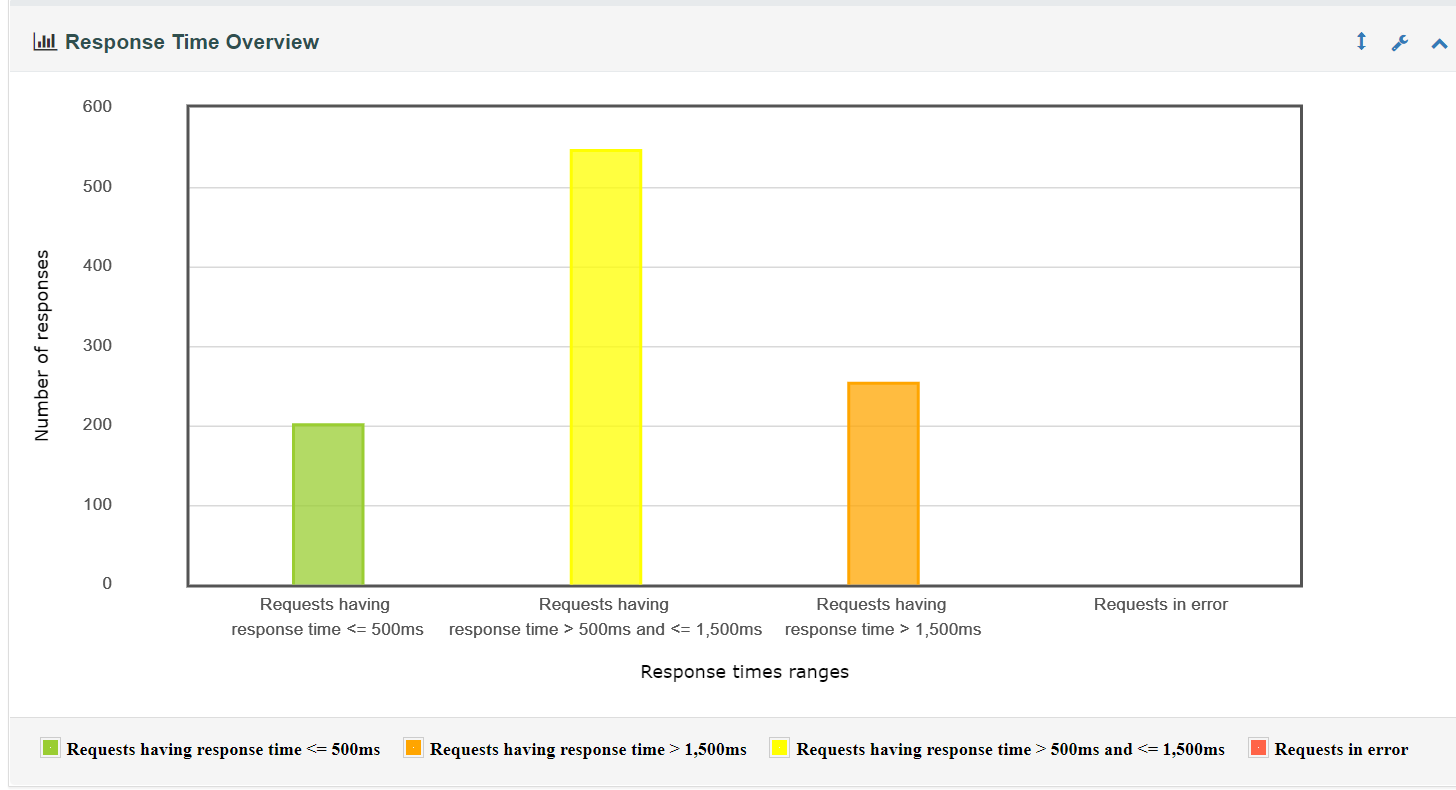 Response Time Overview
600
500
400
300
200
100
0
Number of responses
Requests having
response time <= 500ms
Requests having
response time > 500ms and <= 1,500ms
Requests having
response time > 1,500ms
Requests in error
Response times ranges
Requests having response time <= 500ms
Requests having response time > 1,500ms
Requests having response time > 500ms and <= 1,500ms
Requests in error